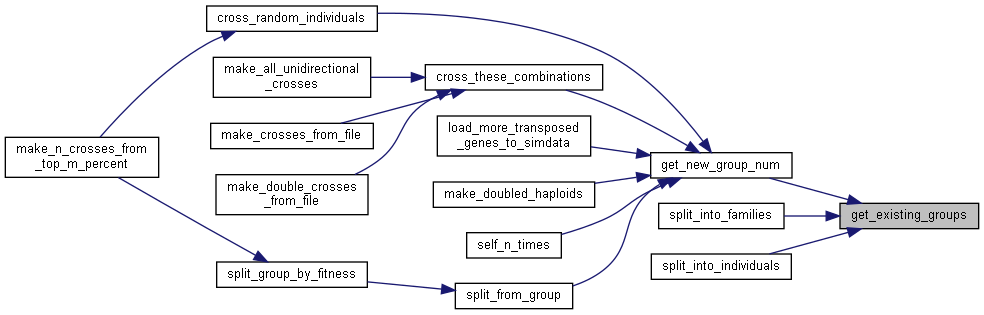 cross_random_individuals
make_all_unidirectional
_crosses
cross_these_combinations
make_crosses_from_file
load_more_transposed
_genes_to_simdata
make_n_crosses_from
_top_m_percent
get_new_group_num
make_double_crosses
_from_file
make_doubled_haploids
split_into_families
get_existing_groups
self_n_times
split_into_individuals
split_group_by_fitness
split_from_group